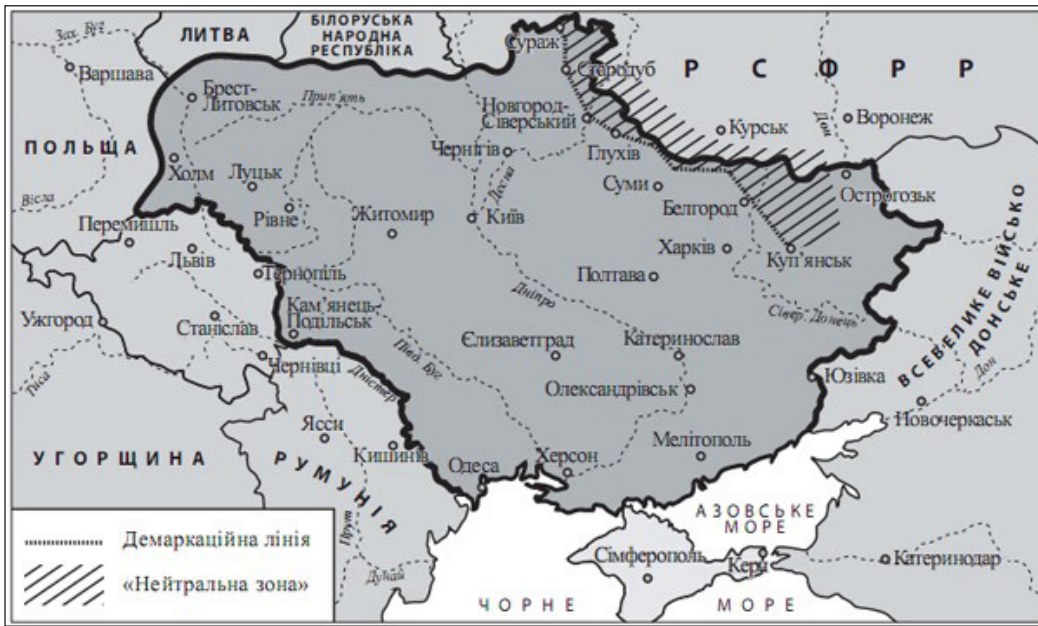 ЛИТВА
БІЛОРУСЬКА
НАРОДНА
РЕСПУБЛІКА
Зах. Буг
Варшава
Сураж
Стародуб
Р С Ф Р Р
Брест-
Литовськ
Прип'ять
Новгород-
Сіверський
Курськ
Дон
Воронеж
ПОЛЬЩА
Чернігів
Глухів
Холм
Луцьк
Десна
Суми
Острогозьк
Вісла
Рівне
Житомир
Київ
Белгород
Перемишль
Львів
Харків
Куп'янськ
Тернопіль
Полтава
Дніпро
Кам'янець-
Подільськ
Сівер. Донець
ВСЕВЕЛИКЕ ВІЙСЬКО
ДОНСЬКЕ
Ужгород
Станіслав
Єлизаветград
Катеринослав
Півд. Буг
Чернівці
Дністер
Юзівка
Дон
Тиса
Олександрівськ
Новочеркаськ
Ясси
Мелітополь
УГОРЩИНА
РУМУНІЯ
Кишинів
Одеса
Херсон
АЗОВСЬКЕ
МОРЕ
Прут
Демаркаційна лінія
Сімферополь
Керч
Катеринодар
«Нейтральна зона»
Дунай
ЧОРНЕ МОРЕ